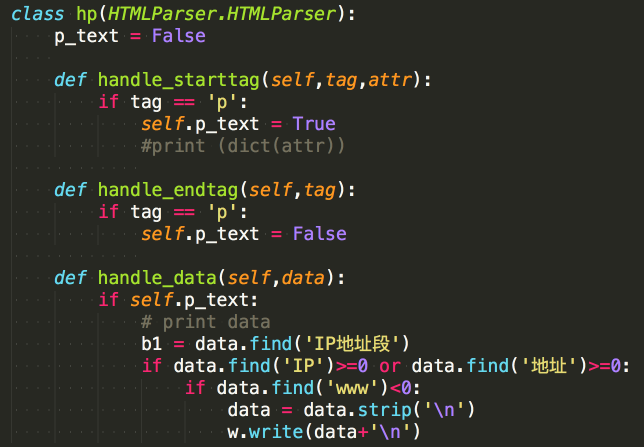 class hp(HTMLParser.HTMLParser):
    p_text = False

    def handle_starttag(self,tag,attr):
        if tag == 'p':
            self.p_text = True
            #print (dict(attr))

    def handle_endtag(self,tag):
        if tag == 'p':
            self.p_text = False

    def handle_data(self,data):
        if self.p_text:
            # print data
            b1 = data.find('IP地址段')
            if data.find('IP')>=0 or data.find('地址')>=0:
                if data.find('www')<0:
                    data = data.strip('\n')
                    w.write(data+'\n')